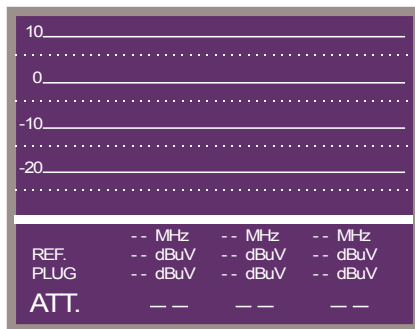 10
0
-10
-20
-- MHz -- MHz -- MHz
REF. -- dBuV -- dBuV -- dBuV
PLUG -- dBuV -- dBuV -- dBuV
ATT. -- -- --